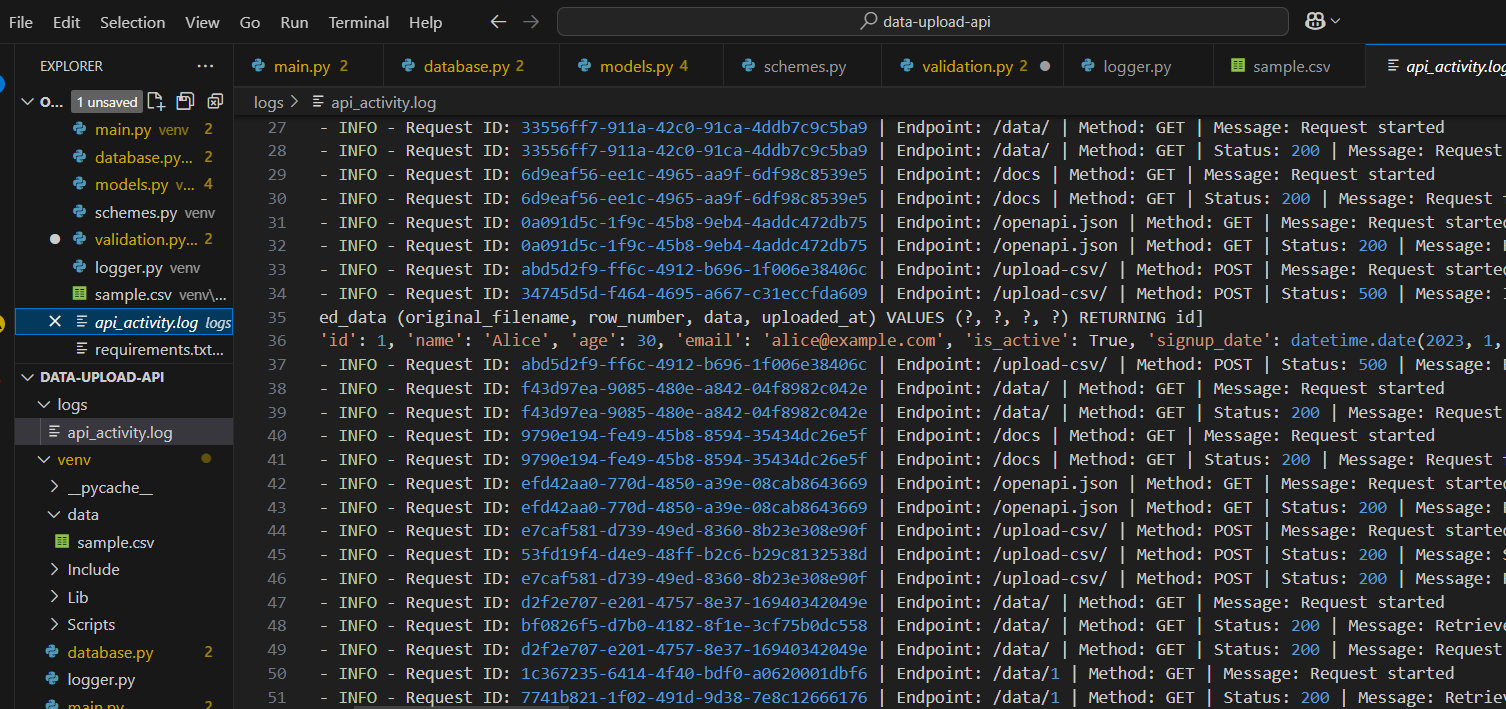 File Edit Selection View Go Run Terminal Help data-upload-api
EXPLORER
main.py 2 database.py 2 models.py 4 schemes.py validation.py 2 logger.py sample.csv api_activity.log
O... 1 unsaved
logs > api_activity.log
main.py venv 2
database.py... 2
models.py v... 4
schemes.py venv
validation.py... 2
logger.py venv
sample.csv venv\...
api_activity.log logs
requirements.txt...
DATA-UPLOAD-API
logs
api_activity.log
venv
__pycache__
data
sample.csv
Include
Lib
Scripts
database.py 2
logger.py
main.py 2
27 - INFO - Request ID: 33556ff7-911a-42c0-91ca-4ddb7c9c5ba9 | Endpoint: /data/ | Method: GET | Message: Request started
28 - INFO - Request ID: 33556ff7-911a-42c0-91ca-4ddb7c9c5ba9 | Endpoint: /data/ | Method: GET | Status: 200 | Message: Request
29 - INFO - Request ID: 6d9eaf56-ee1c-4965-aa9f-6df98c8539e5 | Endpoint: /docs | Method: GET | Message: Request started
30 - INFO - Request ID: 6d9eaf56-ee1c-4965-aa9f-6df98c8539e5 | Endpoint: /docs | Method: GET | Status: 200 | Message: Request
31 - INFO - Request ID: 0a091d5c-1f9c-45b8-9eb4-4addc472db75 | Endpoint: /openapi.json | Method: GET | Message: Request started
32 - INFO - Request ID: 0a091d5c-1f9c-45b8-9eb4-4addc472db75 | Endpoint: /openapi.json | Method: GET | Status: 200 | Message:
33 - INFO - Request ID: abd5d2f9-ff6c-4912-b696-1f006e38406c | Endpoint: /upload-csv/ | Method: POST | Message: Request started
34 - INFO - Request ID: 34745d5d-f464-4695-a667-c31eccfda609 | Endpoint: /upload-csv/ | Method: POST | Status: 500 | Message:
35 ed_data (original_filename, row_number, data, uploaded_at) VALUES (?, ?, ?, ?) RETURNING id]
36 'id': 1, 'name': 'Alice', 'age': 30, 'email': 'alice@example.com', 'is_active': True, 'signup_date': datetime.date(2023, 1,
37 - INFO - Request ID: abd5d2f9-ff6c-4912-b696-1f006e38406c | Endpoint: /upload-csv/ | Method: POST | Status: 500 | Message:
38 - INFO - Request ID: f43d97ea-9085-480e-a842-04f8982c042e | Endpoint: /data/ | Method: GET | Message: Request started
39 - INFO - Request ID: f43d97ea-9085-480e-a842-04f8982c042e | Endpoint: /data/ | Method: GET | Status: 200 | Message: Request
40 - INFO - Request ID: 9790e194-fe49-45b8-8594-35434dc26e5f | Endpoint: /docs | Method: GET | Message: Request started
41 - INFO - Request ID: 9790e194-fe49-45b8-8594-35434dc26e5f | Endpoint: /docs | Method: GET | Status: 200 | Message: Request
42 - INFO - Request ID: efd42aa0-770d-4850-a39e-08cab8643669 | Endpoint: /openapi.json | Method: GET | Message: Request started
43 - INFO - Request ID: efd42aa0-770d-4850-a39e-08cab8643669 | Endpoint: /openapi.json | Method: GET | Status: 200 | Message:
44 - INFO - Request ID: e7caf581-d739-49ed-8360-8b23e308e90f | Endpoint: /upload-csv/ | Method: POST | Message: Request started
45 - INFO - Request ID: 53fd19f4-d4e9-48ff-b2c6-b29c8132538d | Endpoint: /upload-csv/ | Method: POST | Status: 200 | Message:
46 - INFO - Request ID: e7caf581-d739-49ed-8360-8b23e308e90f | Endpoint: /upload-csv/ | Method: POST | Status: 200 | Message:
47 - INFO - Request ID: d2f2e707-e201-4757-8e37-16940342049e | Endpoint: /data/ | Method: GET | Message: Request started
48 - INFO - Request ID: bf0826f5-d7b0-4182-8f1e-3cf75b0dc558 | Endpoint: /data/ | Method: GET | Status: 200 | Message: Retrieve
49 - INFO - Request ID: d2f2e707-e201-4757-8e37-16940342049e | Endpoint: /data/ | Method: GET | Status: 200 | Message: Request
50 - INFO - Request ID: 1c367235-6414-4f40-bdf0-a0620001dbf6 | Endpoint: /data/1 | Method: GET | Message: Request started
51 - INFO - Request ID: 7741b821-1f02-491d-9d38-7e8c12666176 | Endpoint: /data/1 | Method: GET | Status: 200 | Message: Retrie